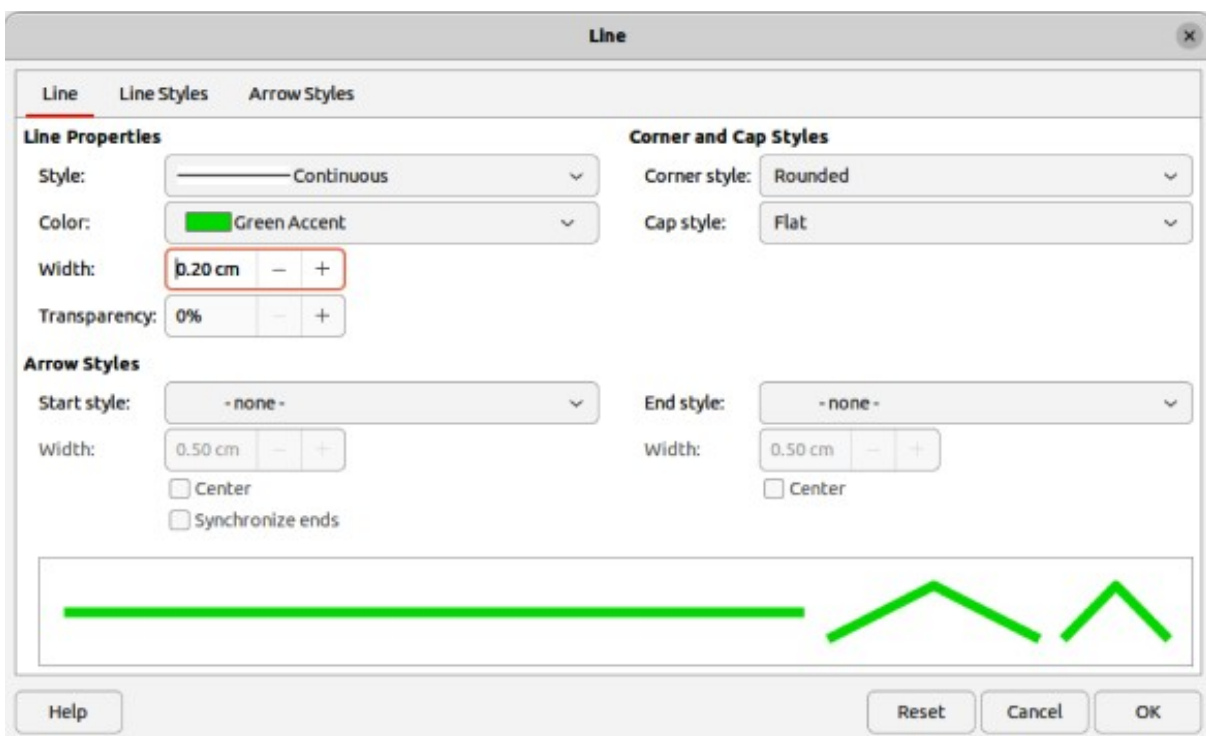 Line
Line Line Styles Arrow Styles
Line Properties
Style: Continuous
Color: Green Accent
Width: 0.20 cm − +
Transparency: 0% − +
Corner and Cap Styles
Corner style: Rounded
Cap style: Flat
Arrow Styles
Start style: - none -
Width: 0.50 cm − +
Center
Synchronize ends
End style: - none -
Width: 0.50 cm − +
Center
Help Reset Cancel OK